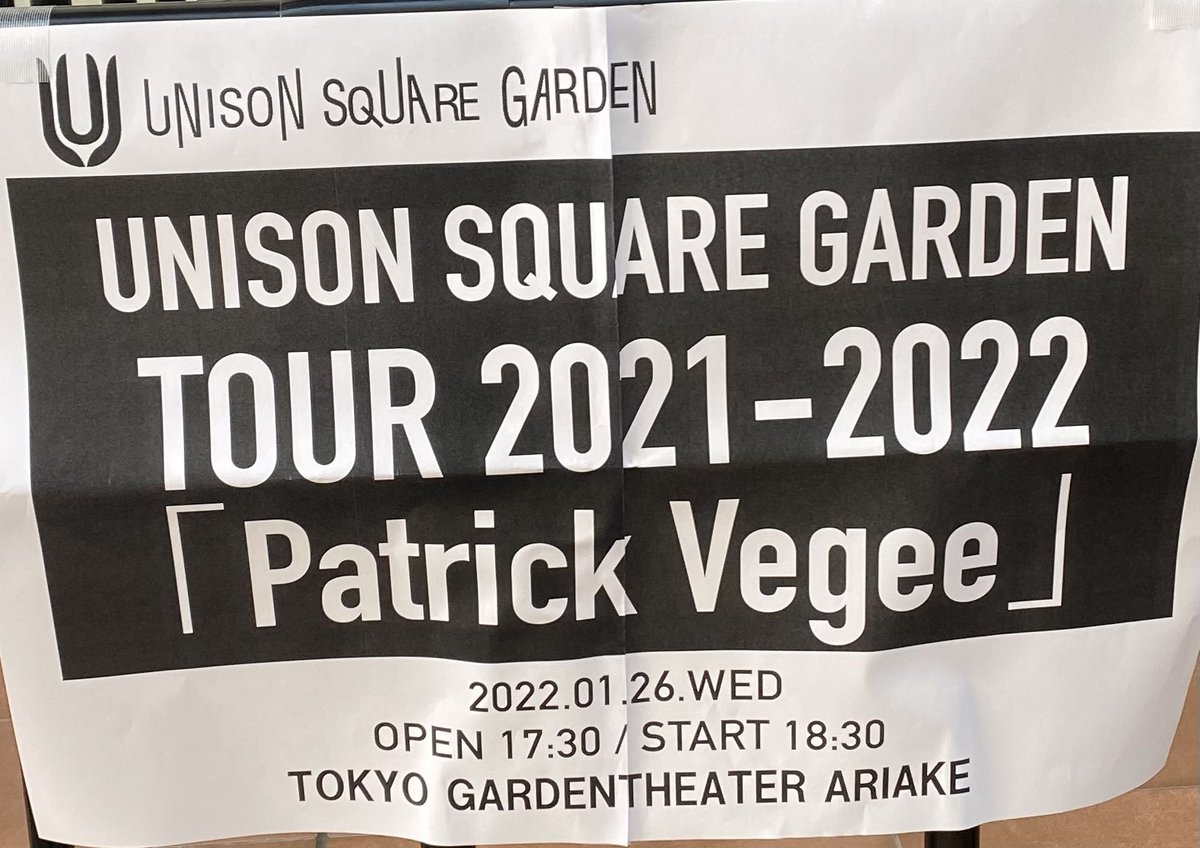 UNISON SQUARE GARDEN
UNISON SQUARE GARDEN
TOUR 2021-2022
「Patrick Vegee」
2022.01.26.WED
OPEN 17:30 / START 18:30
TOKYO GARDENTHEATER ARIAKE